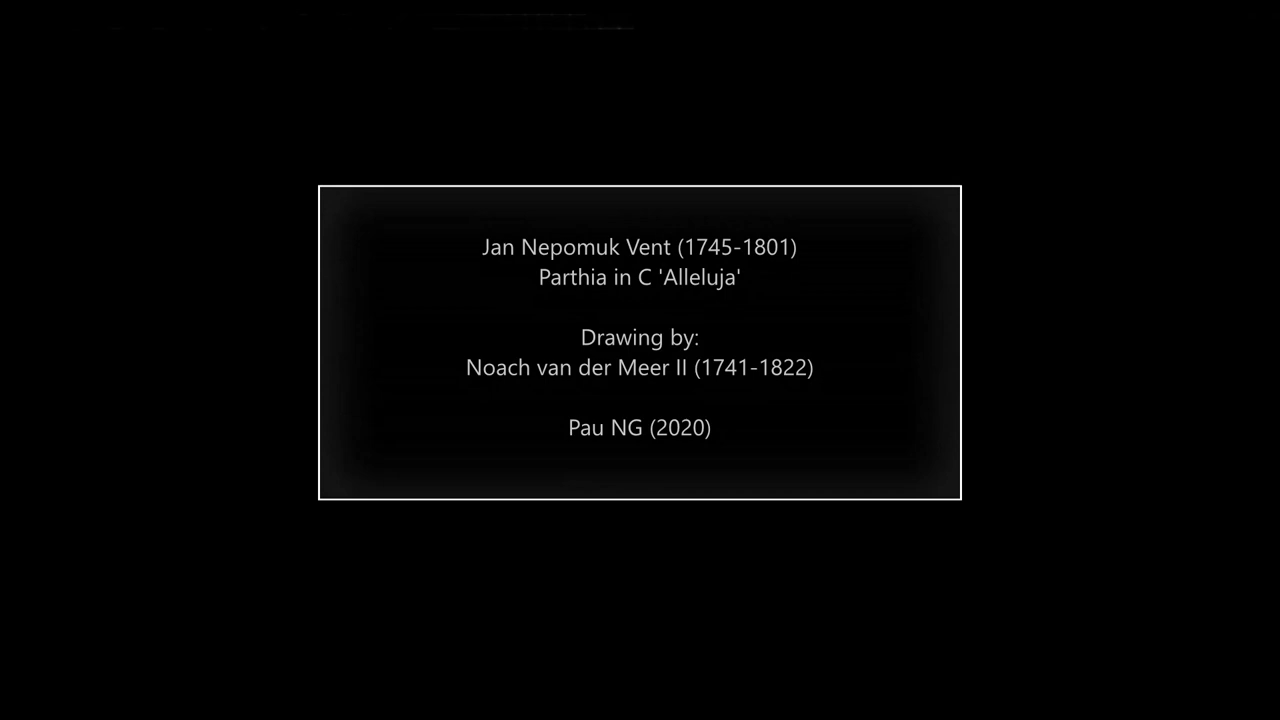 Jan Nepomuk Vent (1745-1801)
Parthia in C 'Alleluja'
Drawing by:
Noach van der Meer II (1741-1822)
Pau NG (2020)